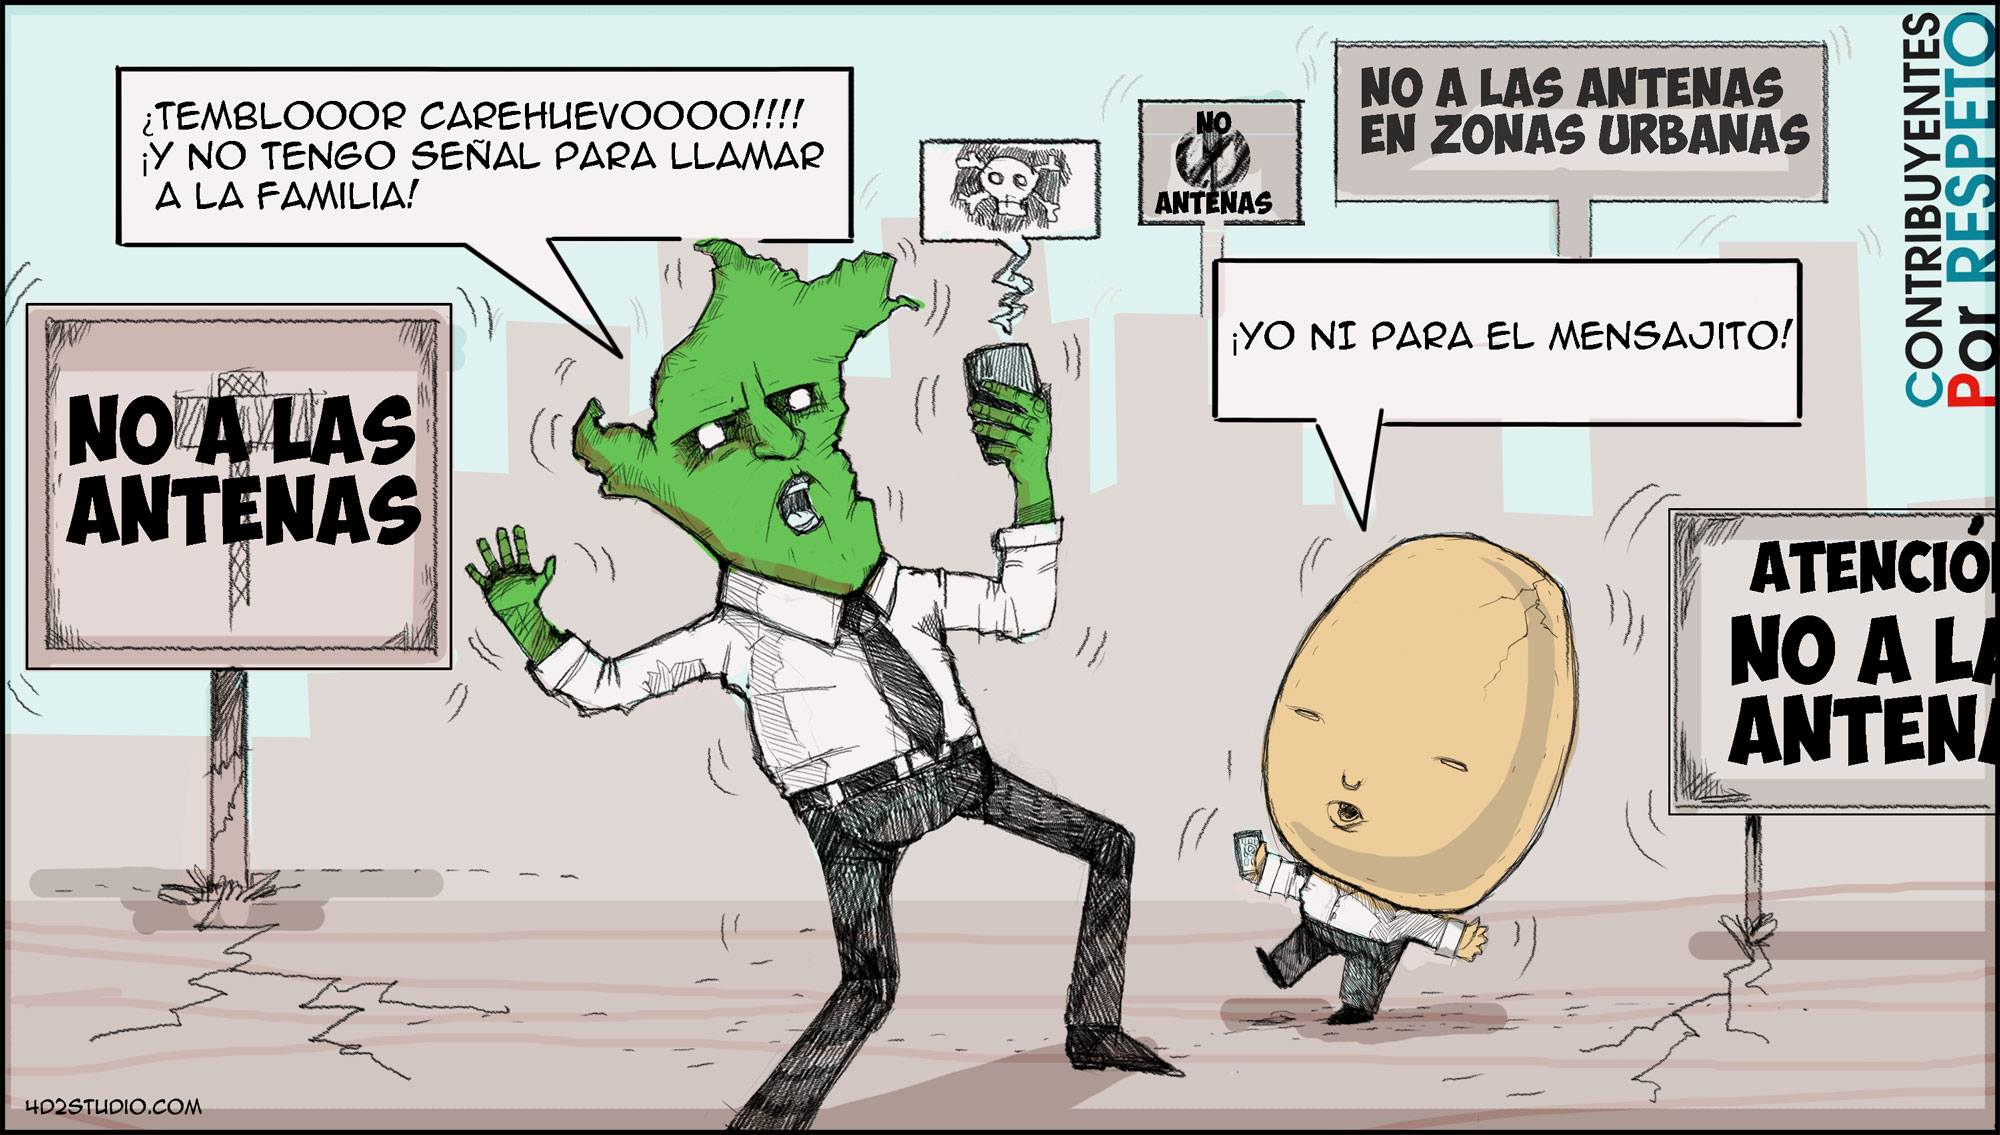 ¿TEMBLOOOR CAREHUEVOOOO!!!!
¡Y NO TENGO SEÑAL PARA LLAMAR
A LA FAMILIA!
NO
ANTENAS
NO A LAS ANTENAS
EN ZONAS URBANAS
CONTRIBUYENTES
Por RESPETO
¡YO NI PARA EL MENSAJITO!
NO A LAS
ANTENAS
ATENCIÓ
NO A LA
ANTENA
4D2STUDIO.COM